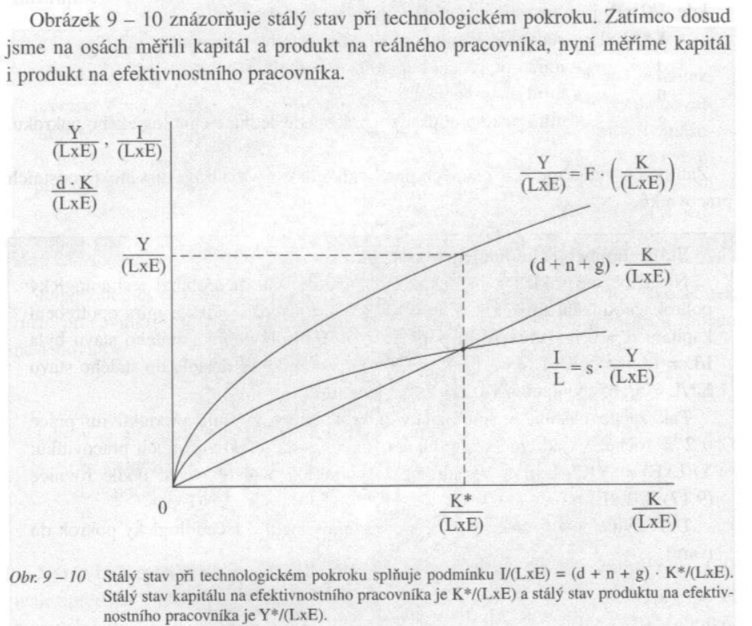 Obrázek 9 – 10 znázorňuje stálý stav při technologickém pokroku. Zatímco dosud
jsme na osách měřili kapitál a produkt na reálného pracovníka, nyní měříme kapitál
i produkt na efektivnostního pracovníka.
Y/(LxE) , I/(LxE)
d · K/(LxE)
Y/(LxE) = F · ( K/(LxE) )
Y/(LxE)
(d + n + g) · K/(LxE)
I/L = s · Y/(LxE)
0
K*/(LxE)
K/(LxE)
Obr. 9 – 10 Stálý stav při technologickém pokroku splňuje podmínku I/(LxE) = (d + n + g) · K*/(LxE).
Stálý stav kapitálu na efektivnostního pracovníka je K*/(LxE) a stálý stav produktu na efektiv-
nostního pracovníka je Y*/(LxE).